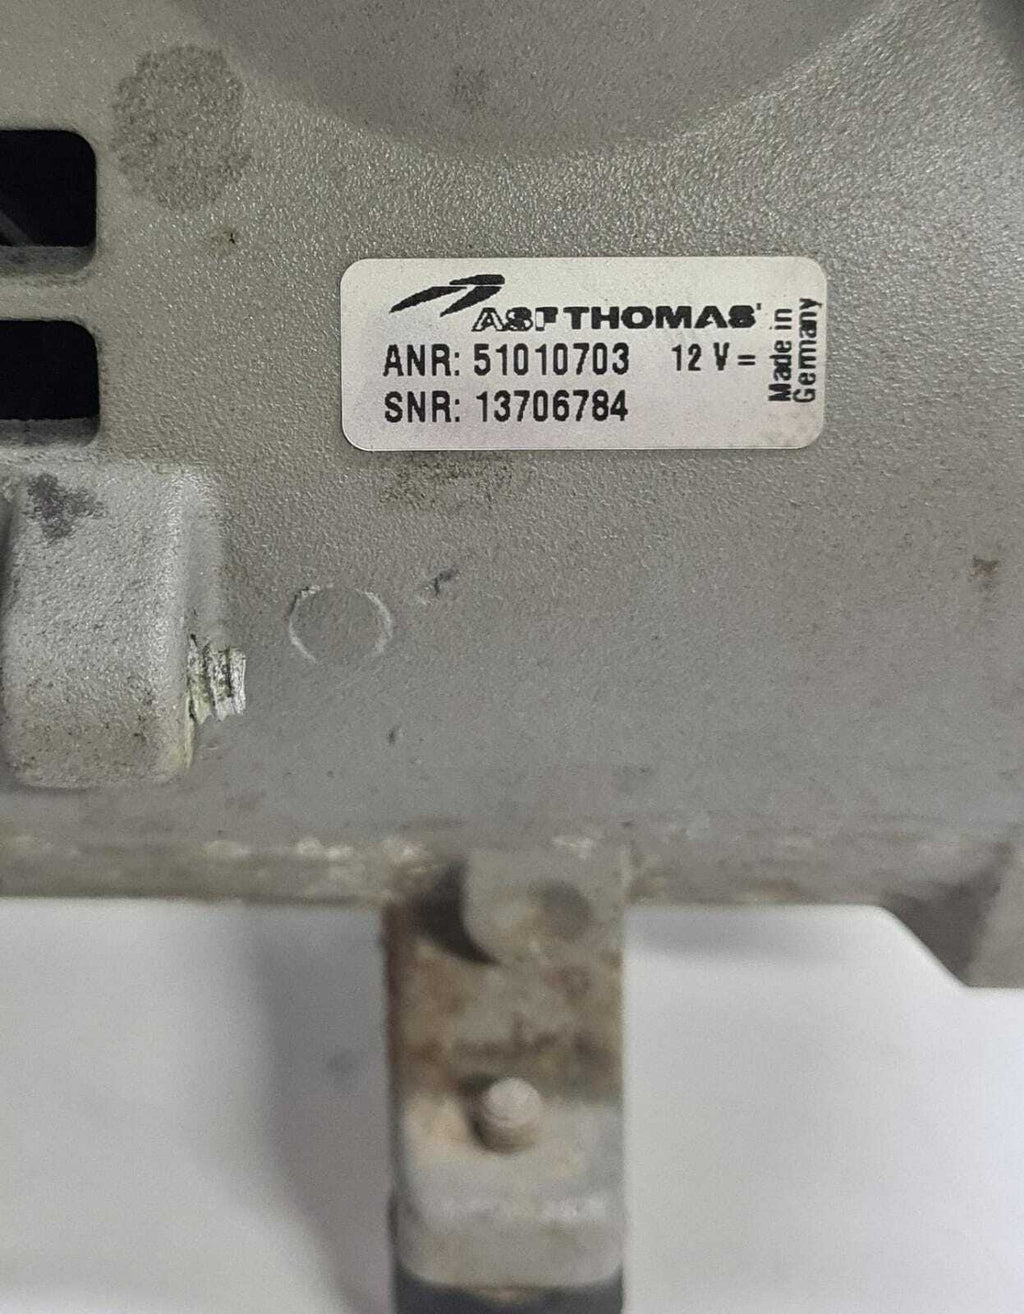 ASF THOMAS
ANR: 51010703 12 V =
SNR: 13706784
Made in
Germany